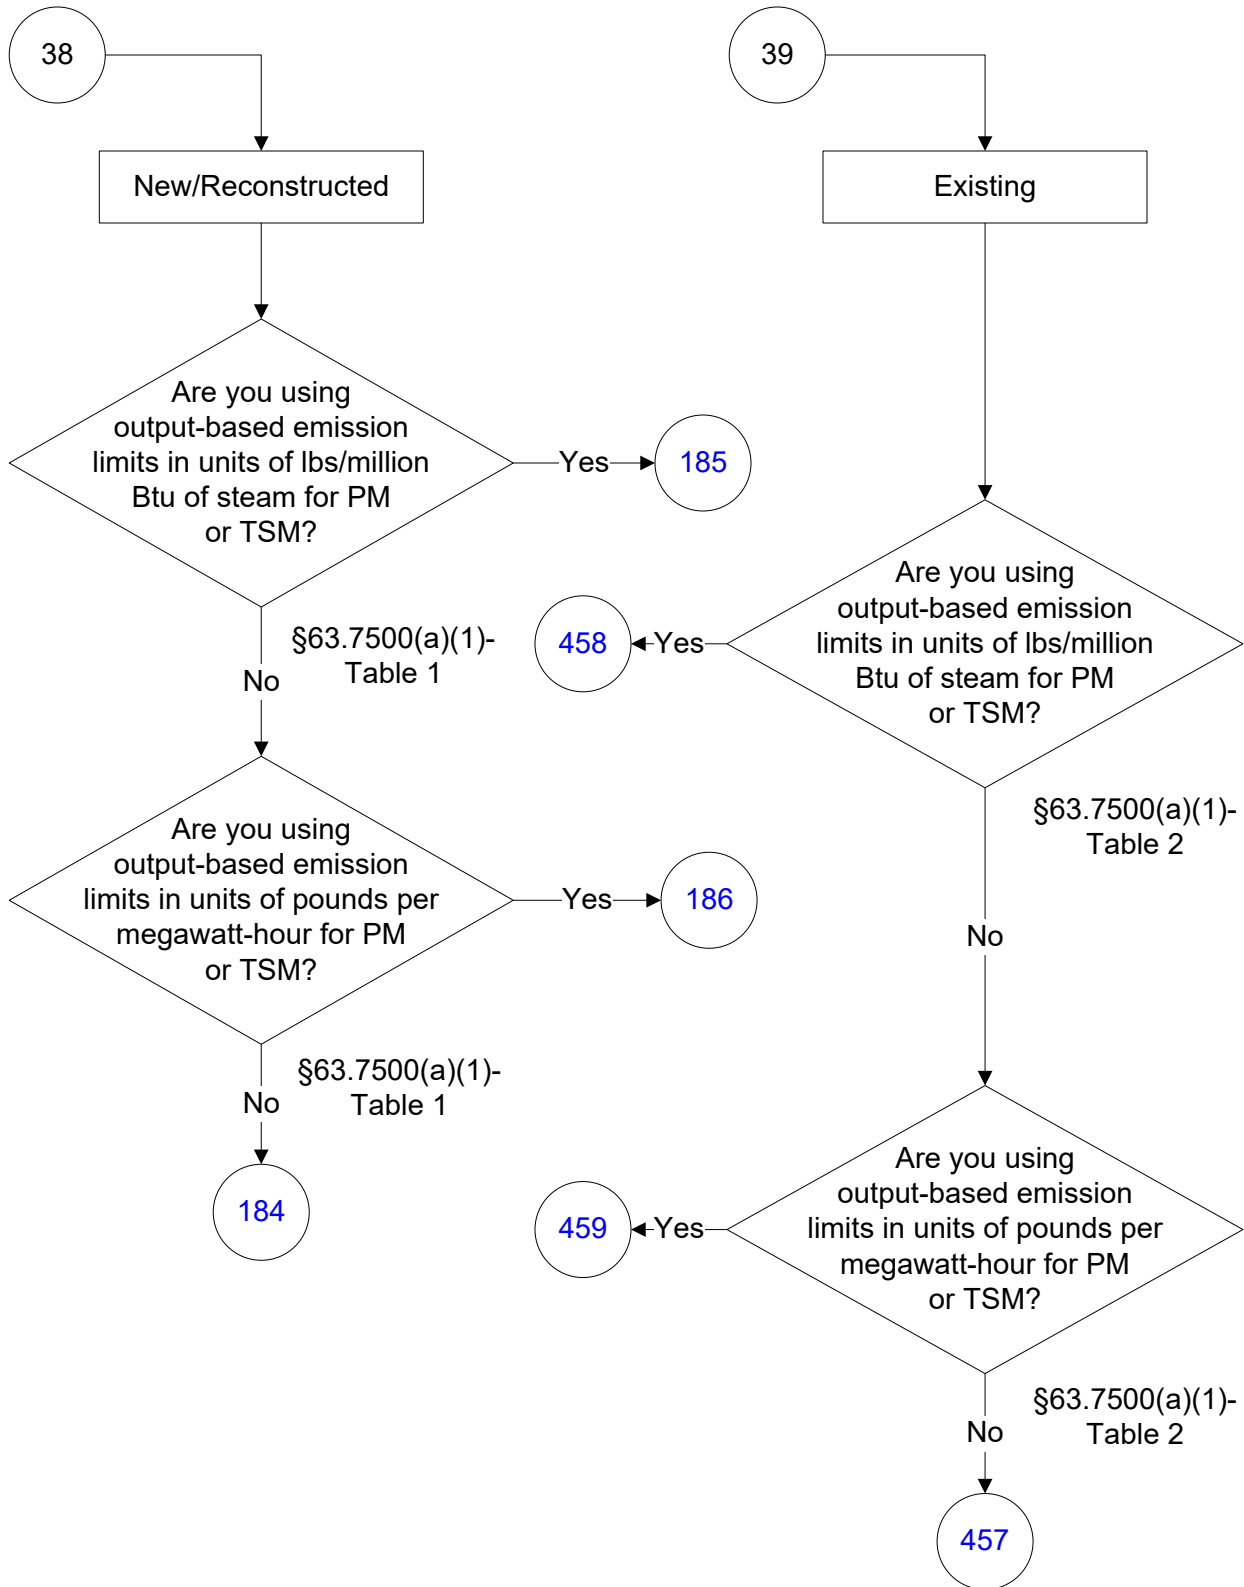 38
New/Reconstructed
Are you using
output-based emission
limits in units of lbs/million
Btu of steam for PM
or TSM?
Yes
185
§63.7500(a)(1)-
Table 1
No
Are you using
output-based emission
limits in units of pounds per
megawatt-hour for PM
or TSM?
Yes
186
§63.7500(a)(1)-
Table 1
No
184
39
Existing
Are you using
output-based emission
limits in units of lbs/million
Btu of steam for PM
or TSM?
Yes
458
§63.7500(a)(1)-
Table 2
No
Are you using
output-based emission
limits in units of pounds per
megawatt-hour for PM
or TSM?
Yes
459
§63.7500(a)(1)-
Table 2
No
457